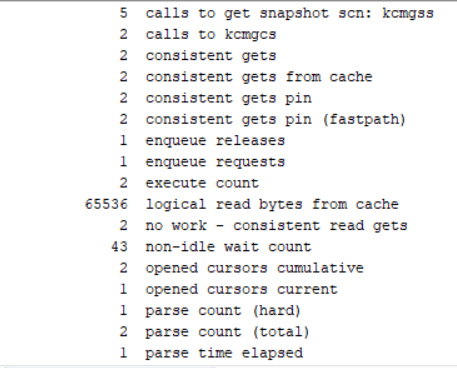 5 calls to get snapshot scn: kcmgss
2 calls to kcmgcs
2 consistent gets
2 consistent gets from cache
2 consistent gets pin
2 consistent gets pin (fastpath)
1 enqueue releases
1 enqueue requests
2 execute count
65536 logical read bytes from cache
2 no work - consistent read gets
43 non-idle wait count
2 opened cursors cumulative
1 opened cursors current
1 parse count (hard)
2 parse count (total)
1 parse time elapsed